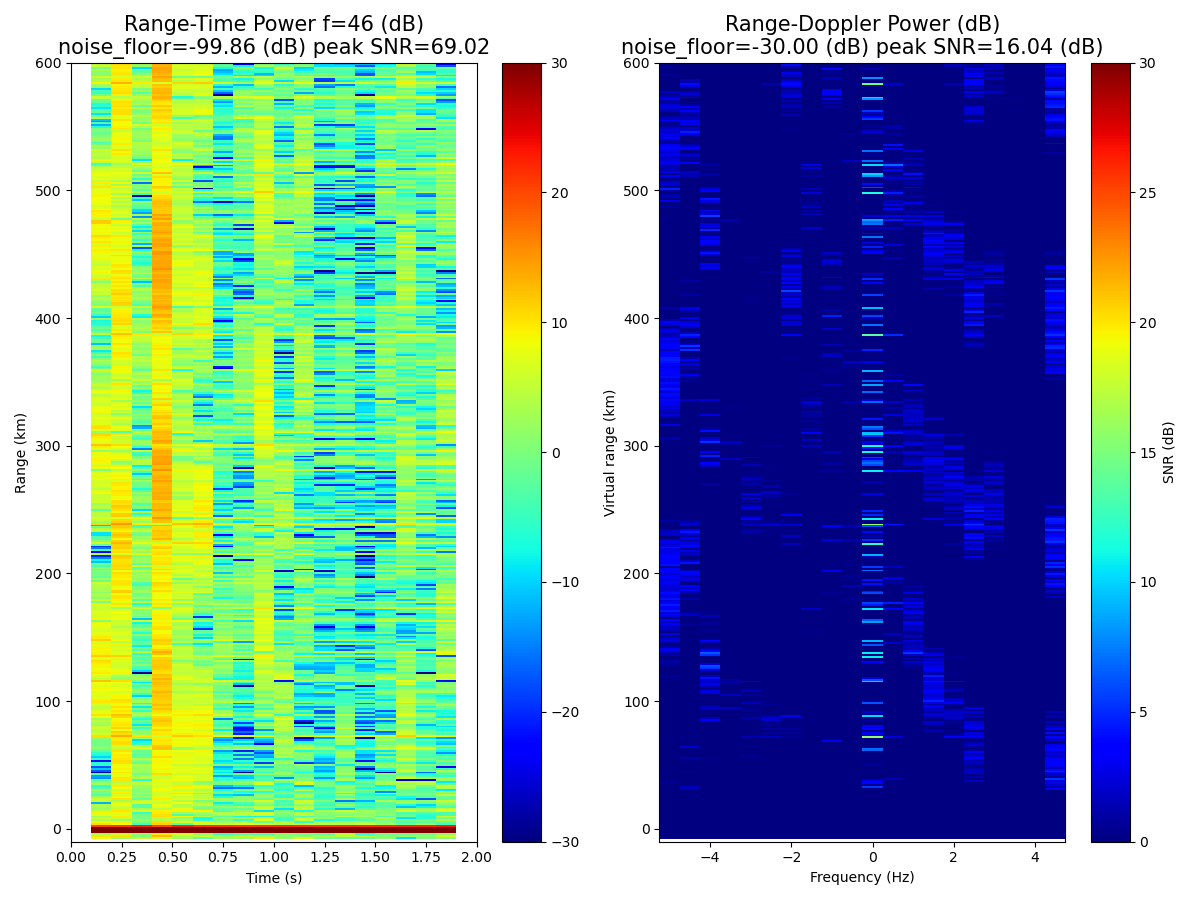 Range-Time Power f=46 (dB)
noise_floor=-99.86 (dB) peak SNR=69.02
Range (km)
600
500
400
300
200
100
0
0.00 0.25 0.50 0.75 1.00 1.25 1.50 1.75 2.00
Time (s)
30
20
10
0
−10
−20
−30
Range-Doppler Power (dB)
noise_floor=-30.00 (dB) peak SNR=16.04 (dB)
Virtual range (km)
600
500
400
300
200
100
0
−4 −2 0 2 4
Frequency (Hz)
30
25
20
15
10
5
0
SNR (dB)